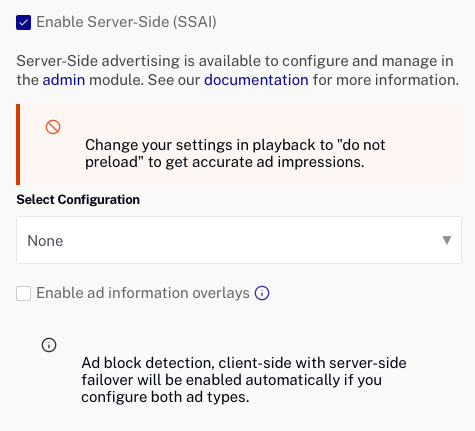 Enable Server-Side (SSAI)
Server-Side advertising is available to configure and manage in
the admin module. See our documentation for more information.
Change your settings in playback to "do not
preload" to get accurate ad impressions.
Select Configuration
None
Enable ad information overlays
Ad block detection, client-side with server-side
failover will be enabled automatically if you
configure both ad types.